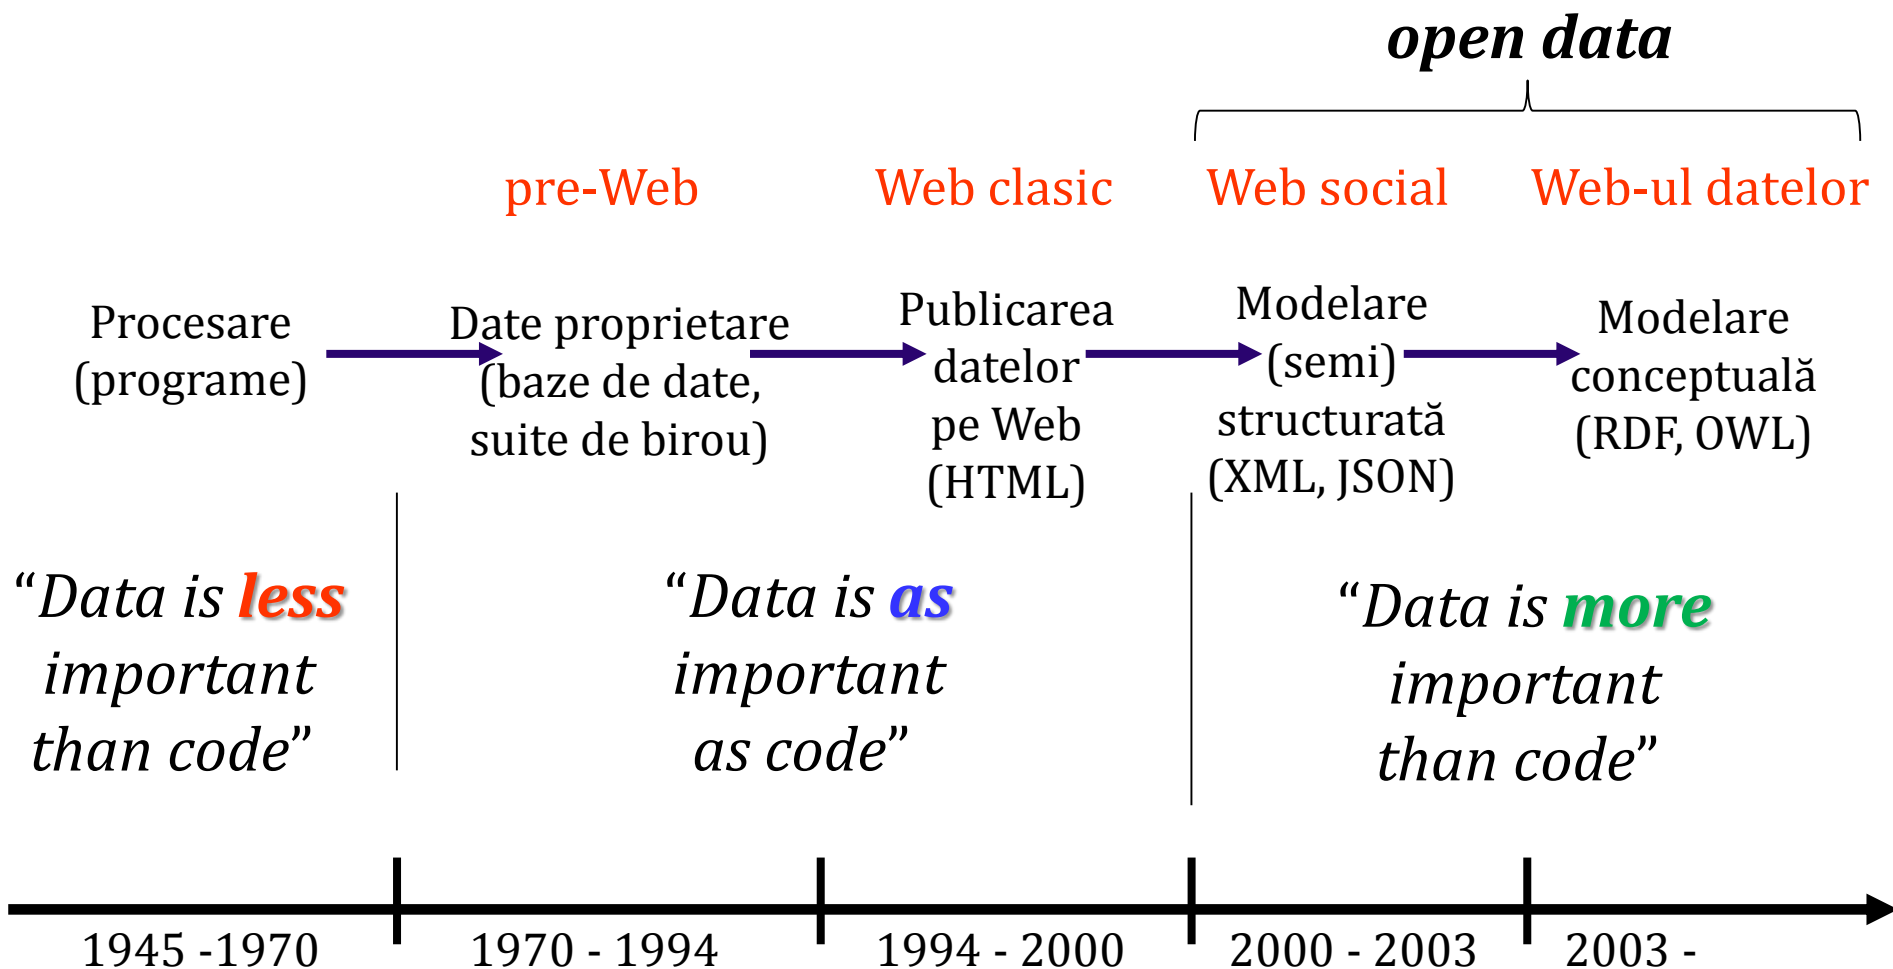 open data
pre-Web
Web clasic
Web social
Web-ul datelor
Procesare
(programe)
Date proprietare
(baze de date,
suite de birou)
Publicarea
datelor
pe Web
(HTML)
Modelare
(semi)
structurată
(XML, JSON)
Modelare
conceptuală
(RDF, OWL)
“Data is less
important
than code”
“Data is as
important
as code”
“Data is more
important
than code”
1945 -1970
1970 - 1994
1994 - 2000
2000 - 2003
2003 -